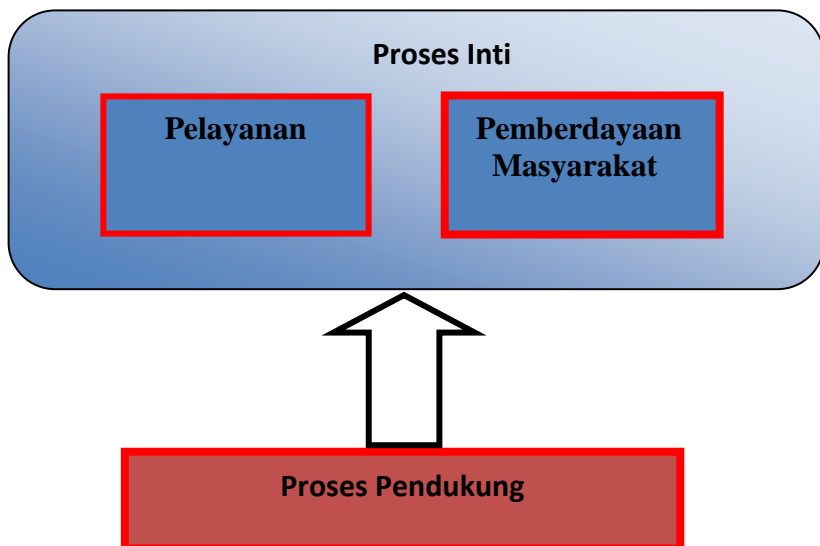 Proses Inti
Pelayanan
Pemberdayaan
Masyarakat
Proses Pendukung